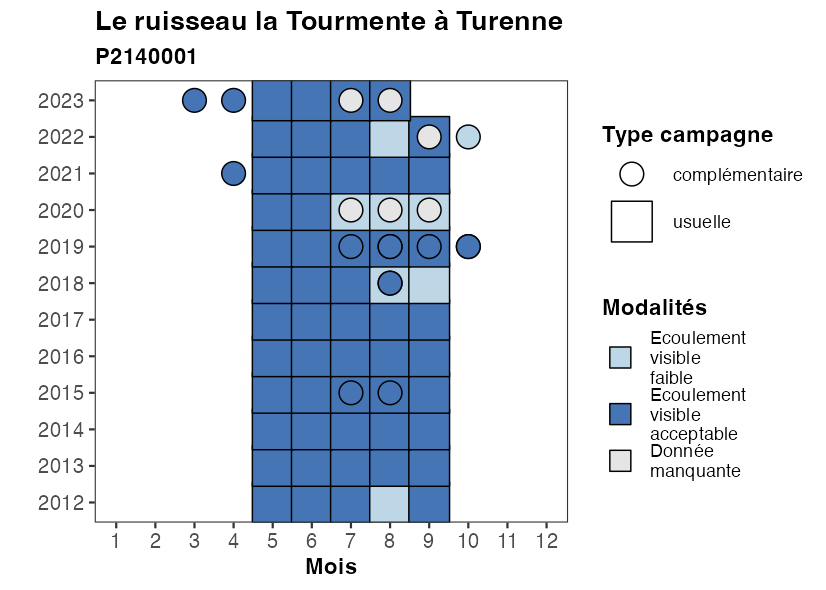 Le ruisseau la Tourmente à Turenne
P2140001
2023
2022
2021
2020
2019
2018
2017
2016
2015
2014
2013
2012
1 2 3 4 5 6 7 8 9 10 11 12
Mois
Type campagne
complémentaire
usuelle
Modalités
Ecoulement
visible
faible
Ecoulement
visible
acceptable
Donnée
manquante